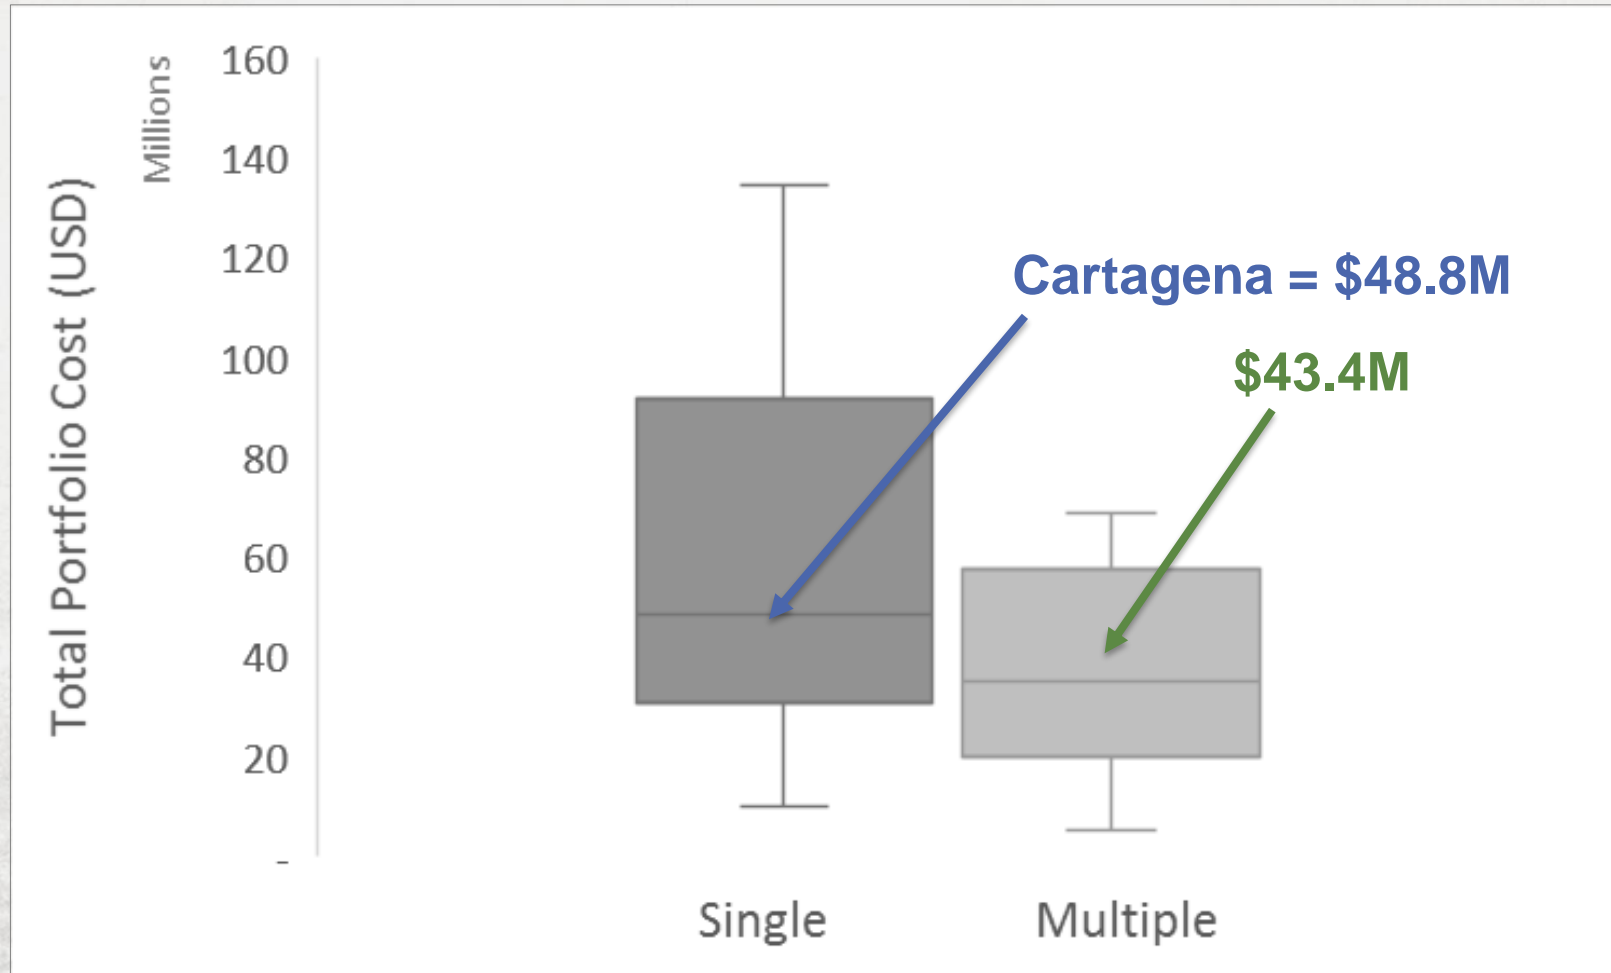 Total Portfolio Cost (USD)
Millions
160
140
120
100
80
60
40
20
-
Cartagena = $48.8M
$43.4M
Single
Multiple